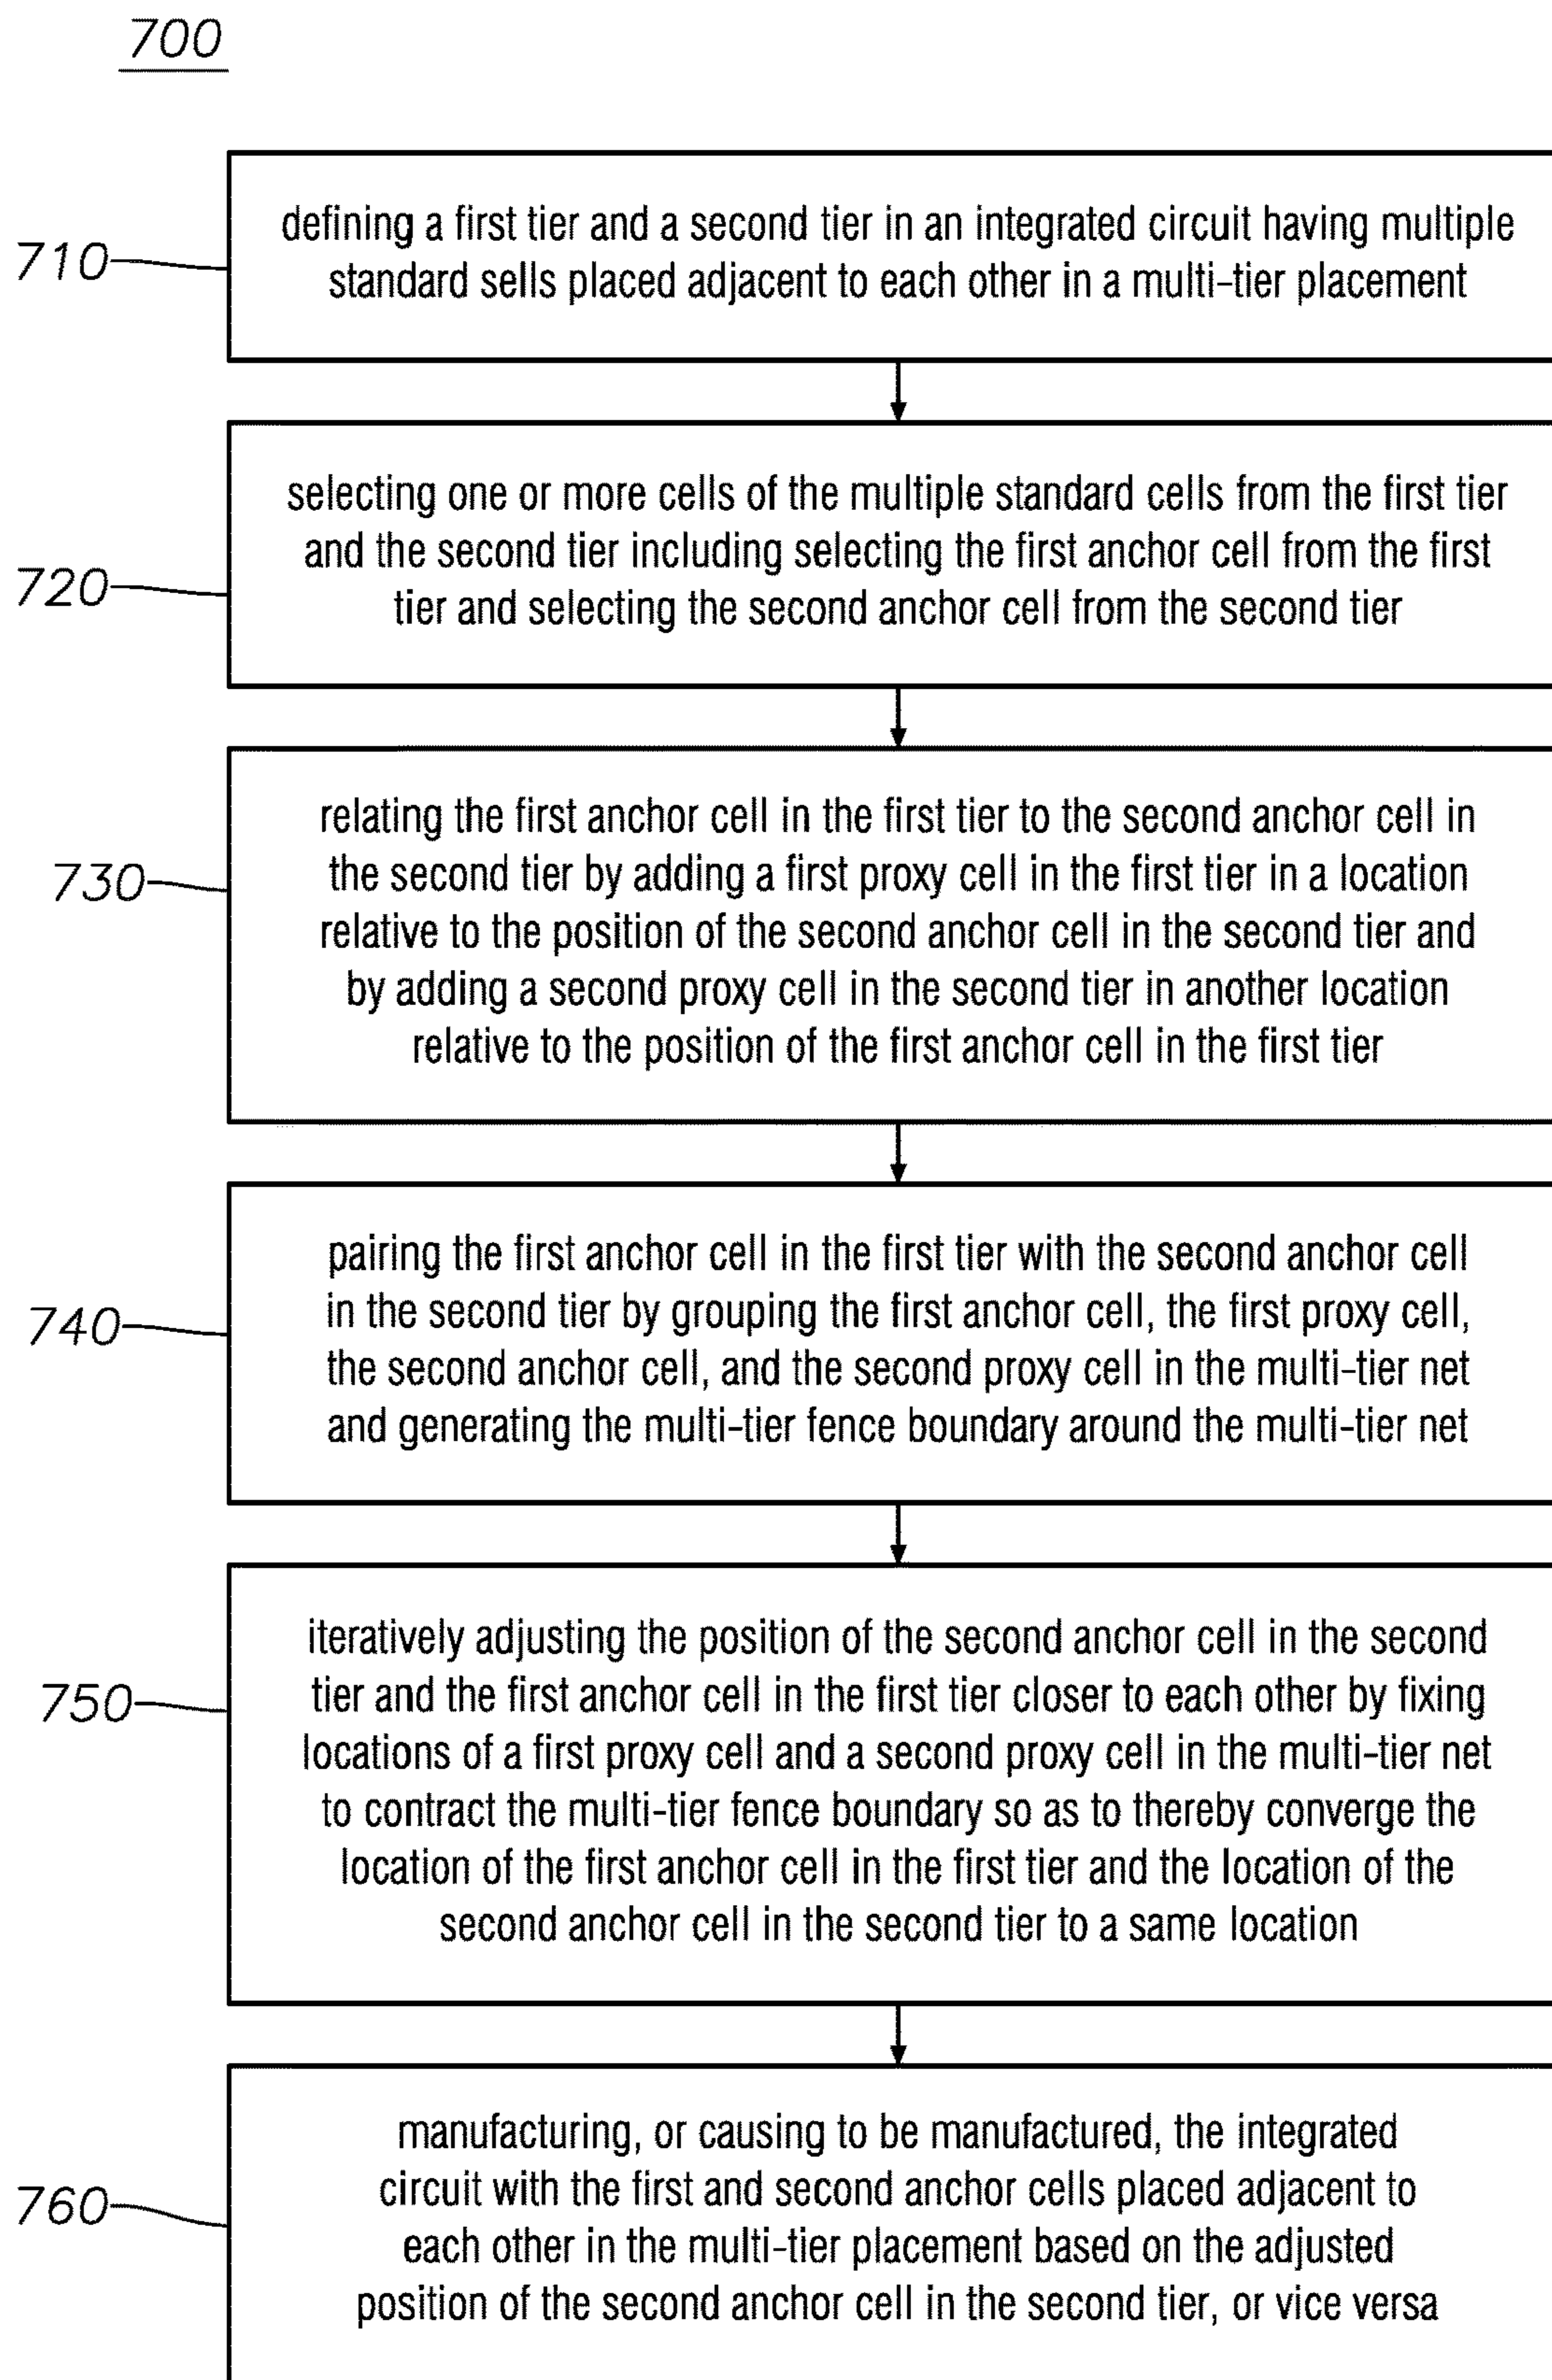 700
710
defining a first tier and a second tier in an integrated circuit having multiple
standard sells placed adjacent to each other in a multi-tier placement
720
selecting one or more cells of the multiple standard cells from the first tier
and the second tier including selecting the first anchor cell from the first
tier and selecting the second anchor cell from the second tier
730
relating the first anchor cell in the first tier to the second anchor cell in
the second tier by adding a first proxy cell in the first tier in a location
relative to the position of the second anchor cell in the second tier and
by adding a second proxy cell in the second tier in another location
relative to the position of the first anchor cell in the first tier
740
pairing the first anchor cell in the first tier with the second anchor cell
in the second tier by grouping the first anchor cell, the first proxy cell,
the second anchor cell, and the second proxy cell in the multi-tier net
and generating the multi-tier fence boundary around the multi-tier net
750
iteratively adjusting the position of the second anchor cell in the second
tier and the first anchor cell in the first tier closer to each other by fixing
locations of a first proxy cell and a second proxy cell in the multi-tier net
to contract the multi-tier fence boundary so as to thereby converge the
location of the first anchor cell in the first tier and the location of the
second anchor cell in the second tier to a same location
760
manufacturing, or causing to be manufactured, the integrated
circuit with the first and second anchor cells placed adjacent to
each other in the multi-tier placement based on the adjusted
position of the second anchor cell in the second tier, or vice versa